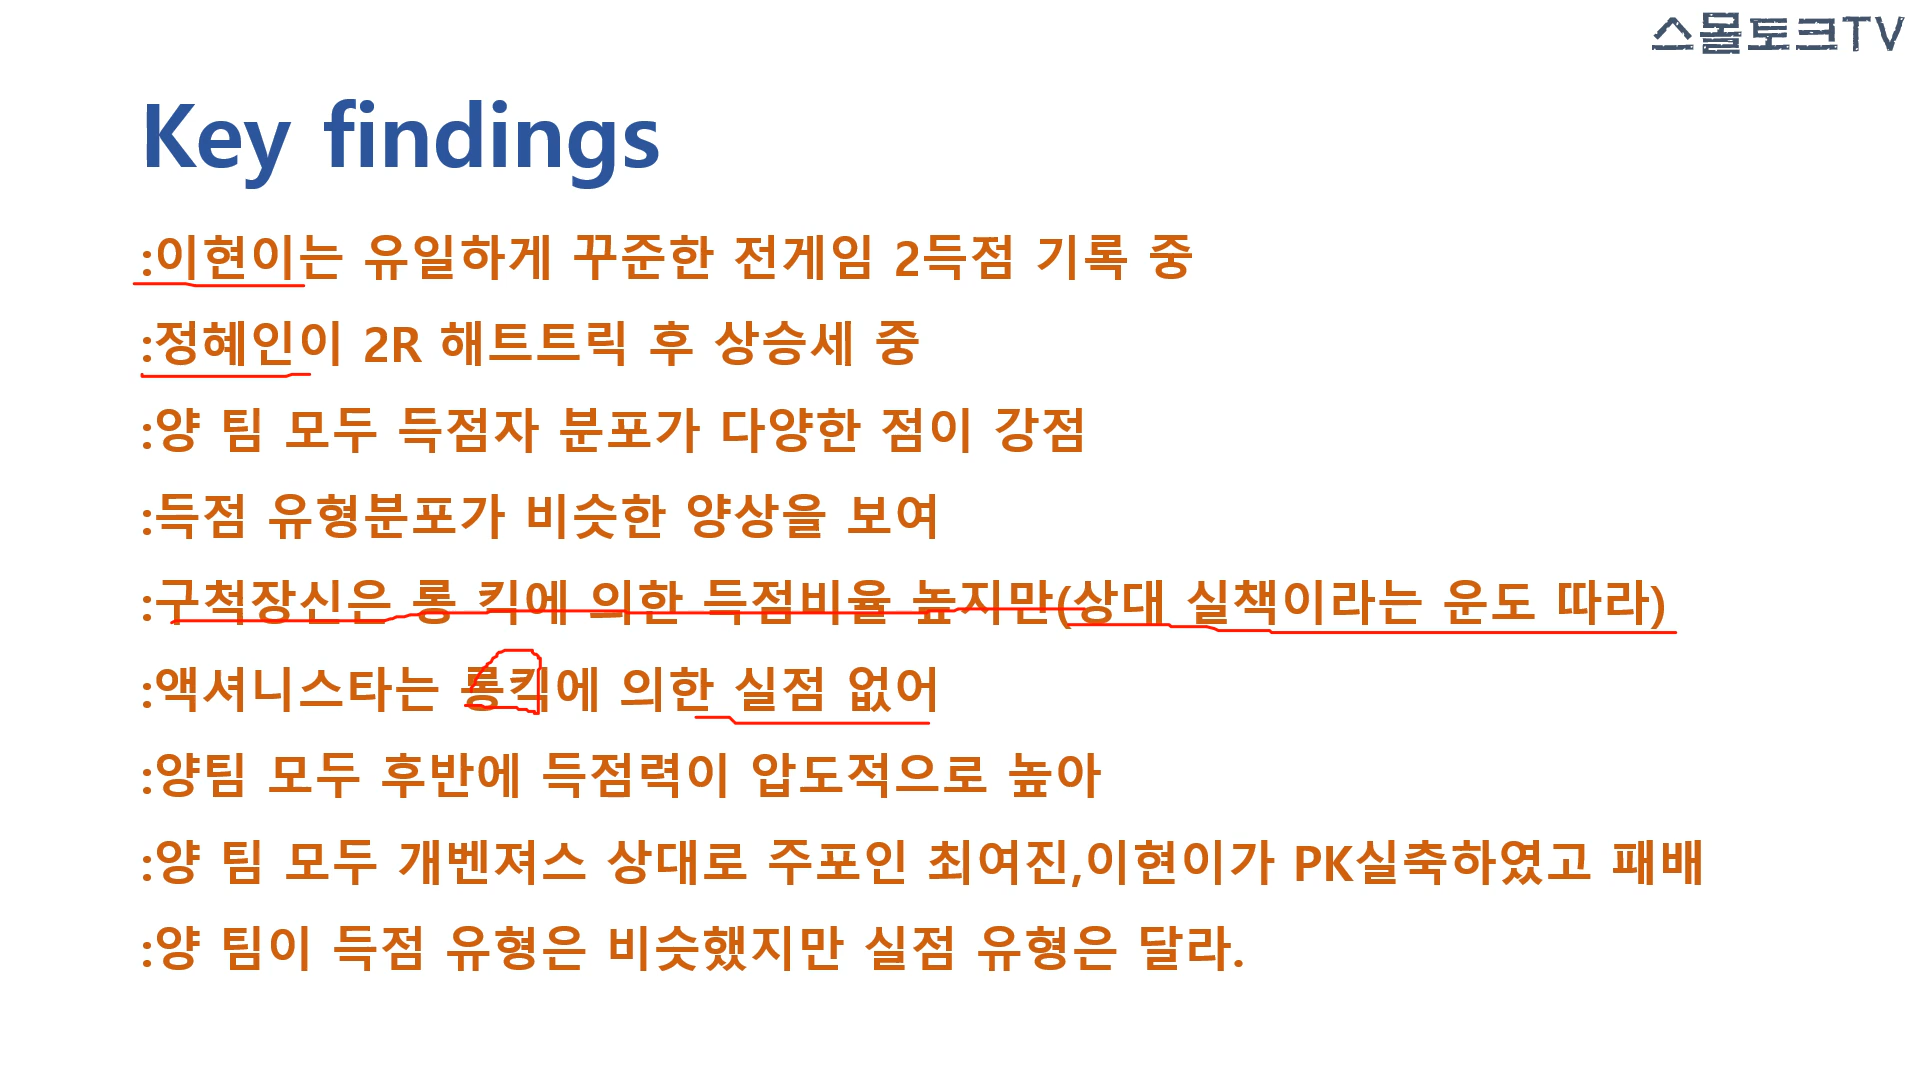 스몰토크TV
Key findings
:이현이는 유일하게 꾸준한 전게임 2득점 기록 중
:정혜인이 2R 해트트릭 후 상승세 중
:양 팀 모두 득점자 분포가 다양한 점이 강점
:득점 유형분포가 비슷한 양상을 보여
:구척장신은 롱 킥에 의한 득점비율 높지만(상대 실책이라는 운도 따라)
:액셔니스타는 롱킥에 의한 실점 없어
:양팀 모두 후반에 득점력이 압도적으로 높아
:양 팀 모두 개벤져스 상대로 주포인 최여진,이현이가 PK실축하였고 패배
:양 팀이 득점 유형은 비슷했지만 실점 유형은 달라.